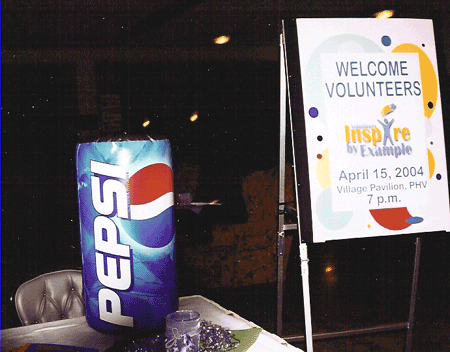 PEPSI
WELCOME
VOLUNTEERS
Inspire
by Example
April 15, 2004
Village Pavilion, PHV
7 p.m.